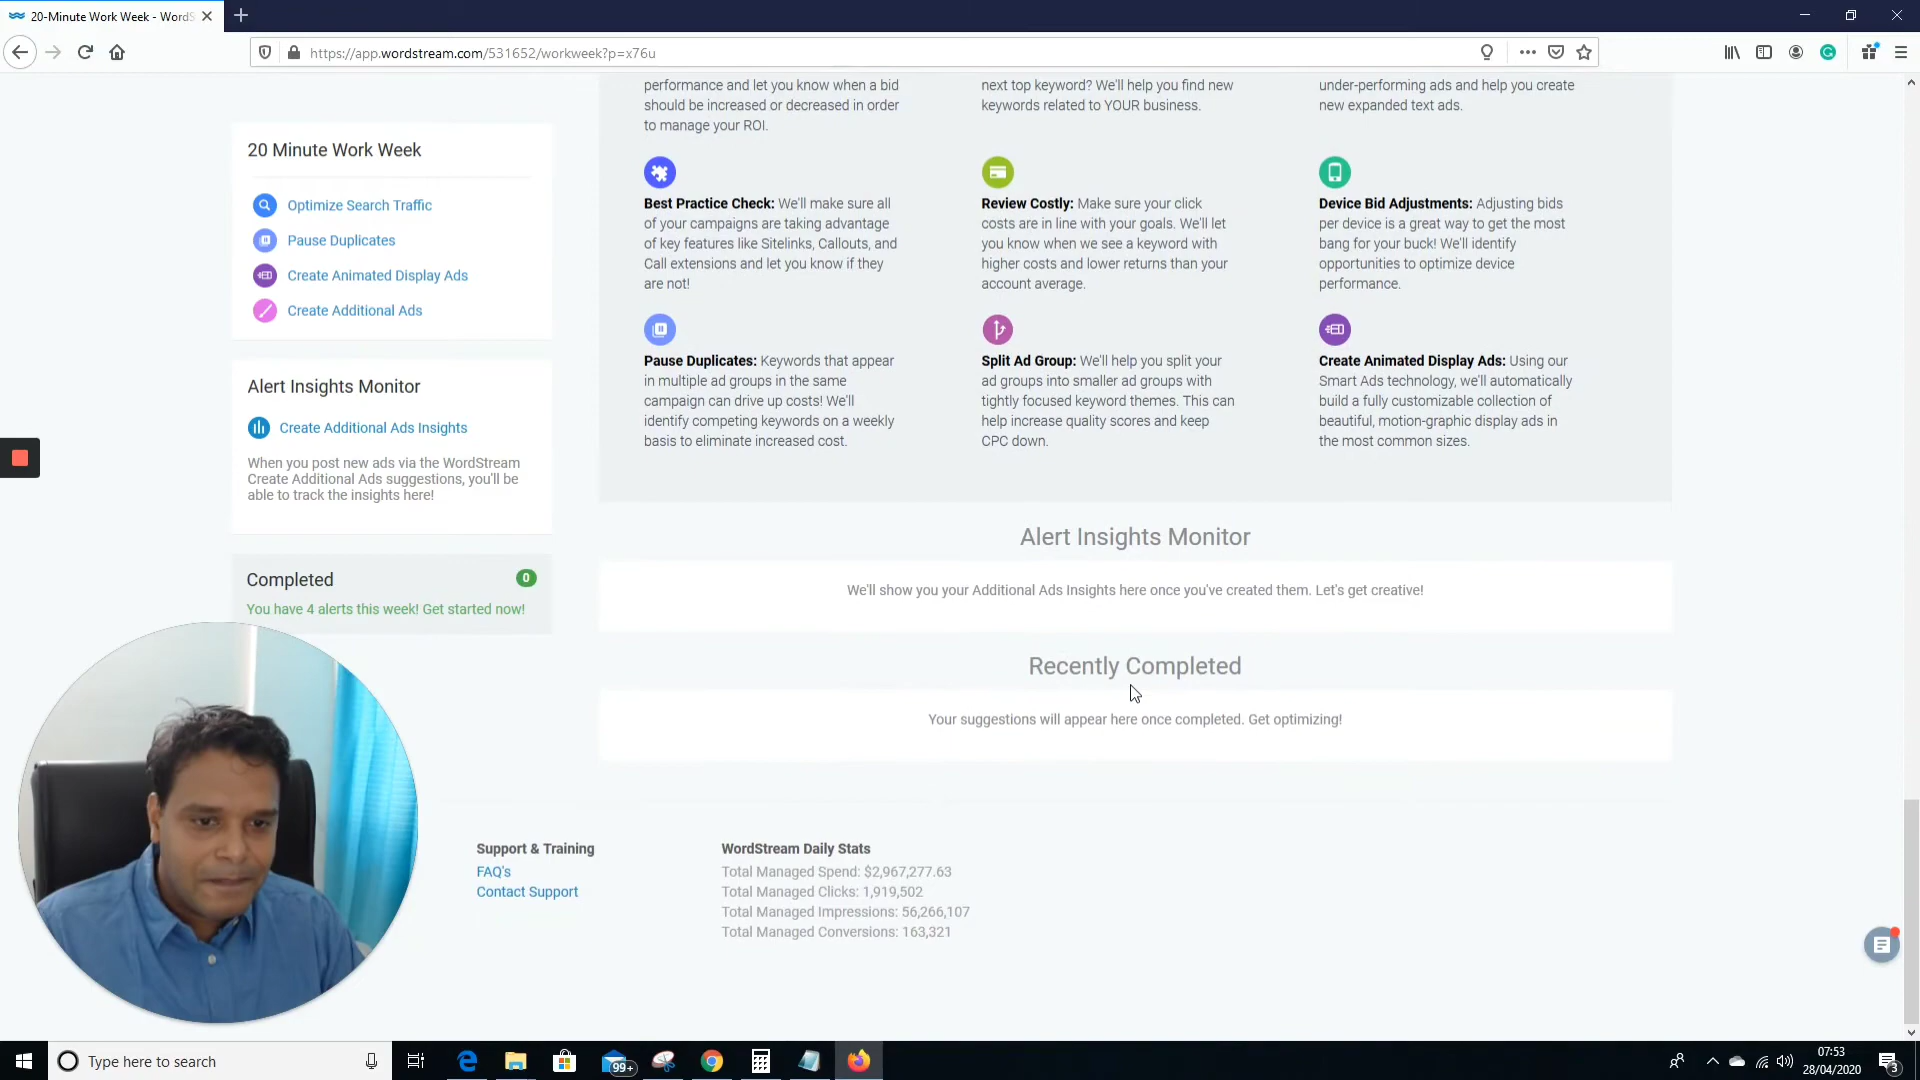 20-Minute Work Week - WordS
https://app.wordstream.com/531652/workweek?p=x76u
performance and let you know when a bid
should be increased or decreased in order
to manage your ROI.
next top keyword? We'll help you find new
keywords related to YOUR business.
under-performing ads and help you create
new expanded text ads.
20 Minute Work Week
Optimize Search Traffic
Pause Duplicates
Create Animated Display Ads
Create Additional Ads
Best Practice Check: We'll make sure all
of your campaigns are taking advantage
of key features like Sitelinks, Callouts, and
Call extensions and let you know if they
are not!
Review Costly: Make sure your click
costs are in line with your goals. We'll let
you know when we see a keyword with
higher costs and lower returns than your
account average.
Device Bid Adjustments: Adjusting bids
per device is a great way to get the most
bang for your buck! We'll identify
opportunities to optimize device
performance.
Pause Duplicates: Keywords that appear
in multiple ad groups in the same
campaign can drive up costs! We'll
identify competing keywords on a weekly
basis to eliminate increased cost.
Split Ad Group: We'll help you split your
ad groups into smaller ad groups with
tightly focused keyword themes. This can
help increase quality scores and keep
CPC down.
Create Animated Display Ads: Using our
Smart Ads technology, we'll automatically
build a fully customizable collection of
beautiful, motion-graphic display ads in
the most common sizes.
Alert Insights Monitor
Create Additional Ads Insights
When you post new ads via the WordStream
Create Additional Ads suggestions, you'll be
able to track the insights here!
Completed 0
You have 4 alerts this week! Get started now!
Alert Insights Monitor
We'll show you your Additional Ads Insights here once you've created them. Let's get creative!
Recently Completed
Your suggestions will appear here once completed. Get optimizing!
Support & Training
FAQ's
Contact Support
WordStream Daily Stats
Total Managed Spend: $2,967,277.63
Total Managed Clicks: 1,919,502
Total Managed Impressions: 56,266,107
Total Managed Conversions: 163,321
Type here to search
99+
07:53
28/04/2020
3